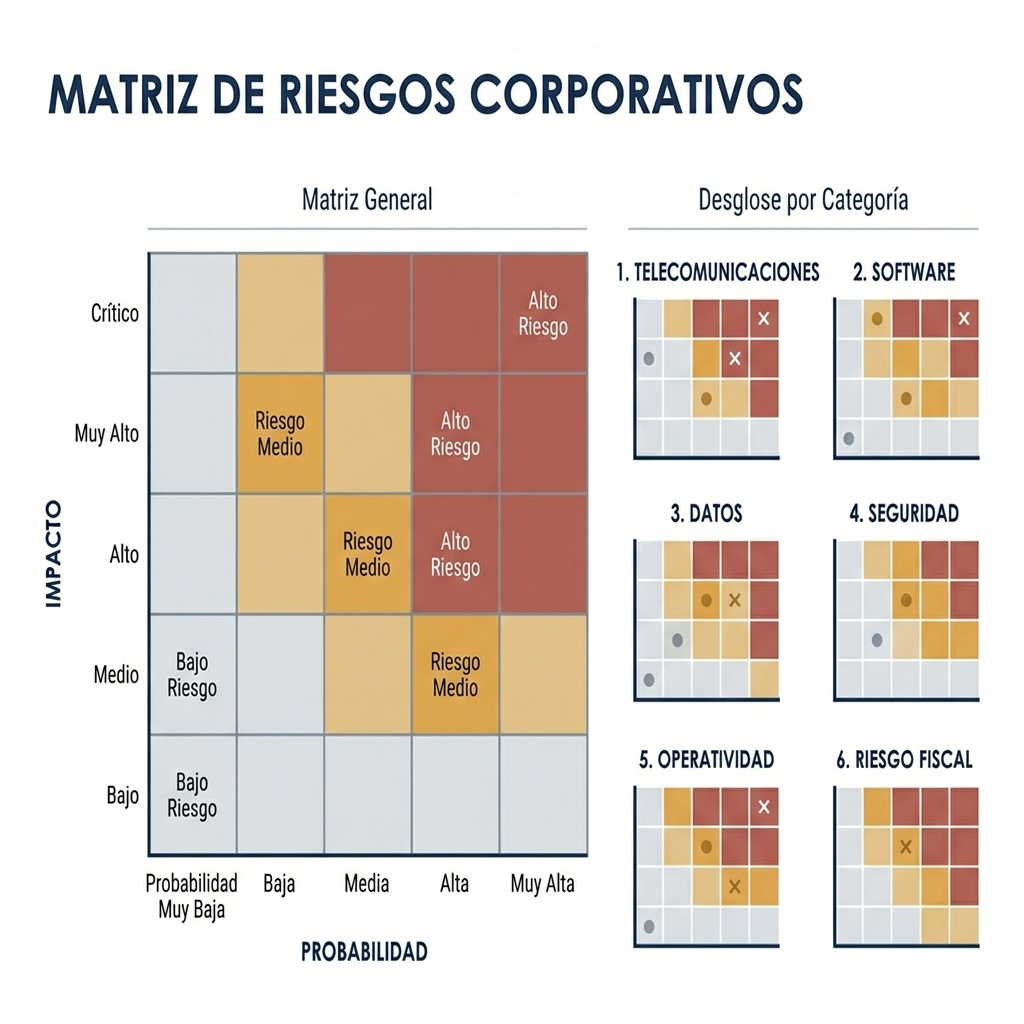 MATRIZ DE RIESGOS CORPORATIVOS
Matriz General
Crítico
Alto
Riesgo
Muy Alto
Riesgo
Medio
Alto
Riesgo
IMPACTO
Alto
Riesgo
Medio
Alto
Riesgo
Medio
Bajo
Riesgo
Riesgo
Medio
Bajo
Bajo
Riesgo
Probabilidad
Muy Baja
Baja
Media
Alta
Muy Alta
PROBABILIDAD
Desglose por Categoría
1. TELECOMUNICACIONES
X
X
2. SOFTWARE
X
3. DATOS
X
4. SEGURIDAD
5. OPERATIVIDAD
X
X
6. RIESGO FISCAL
X